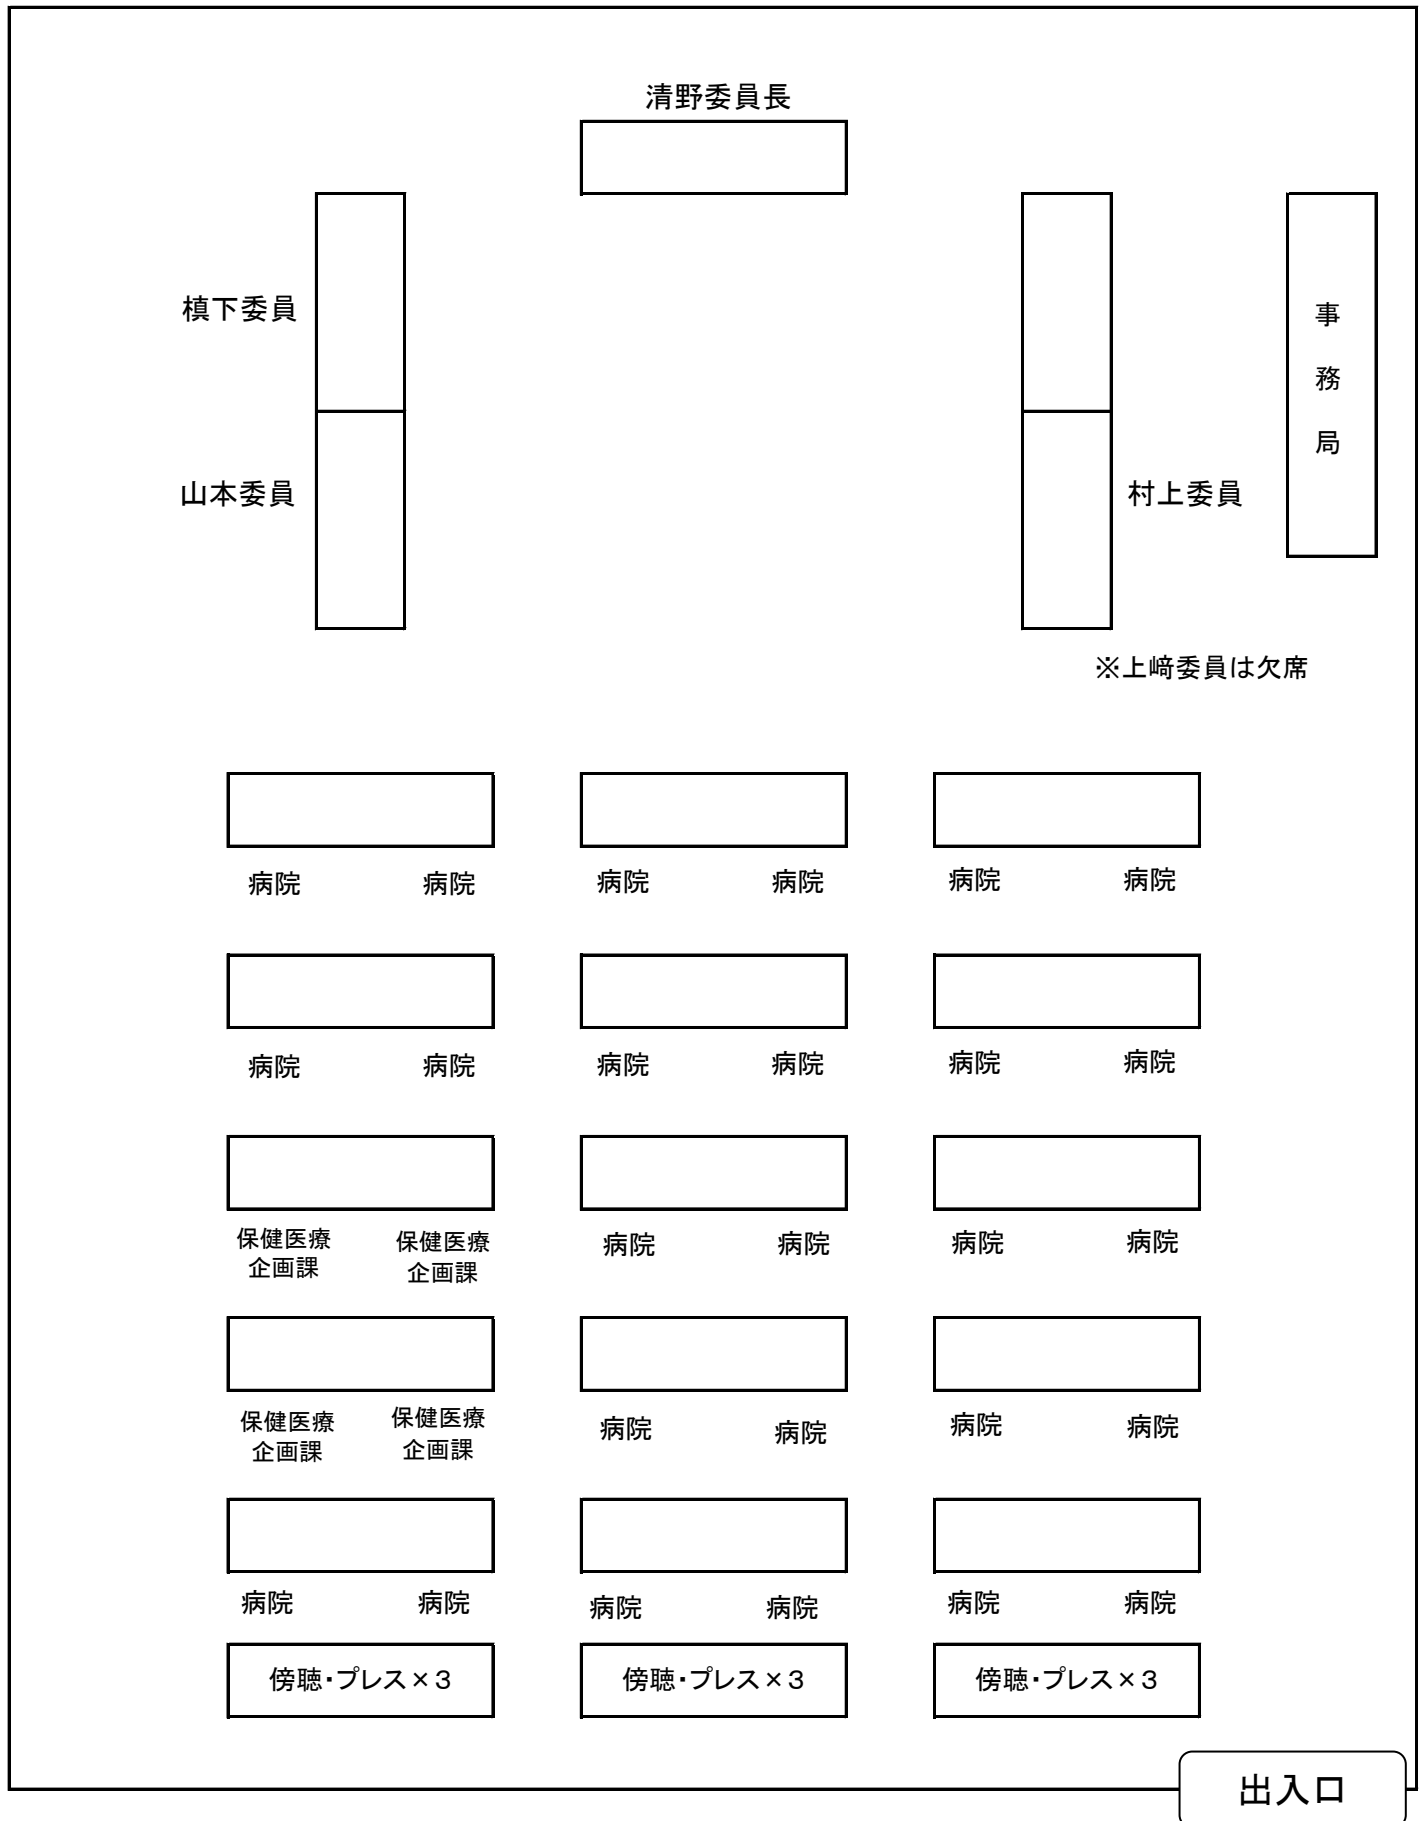 清野委員長
槙下委員
事
務
局
山本委員
村上委員
※上﨑委員は欠席
病院 病院 病院 病院 病院 病院
病院 病院 病院 病院 病院 病院
保健医療 保健医療 病院 病院 病院 病院
企画課 企画課
保健医療 保健医療 病院 病院 病院 病院
企画課 企画課
病院 病院 病院 病院 病院 病院
傍聴・プレス×３ 傍聴・プレス×３ 傍聴・プレス×３
出入口